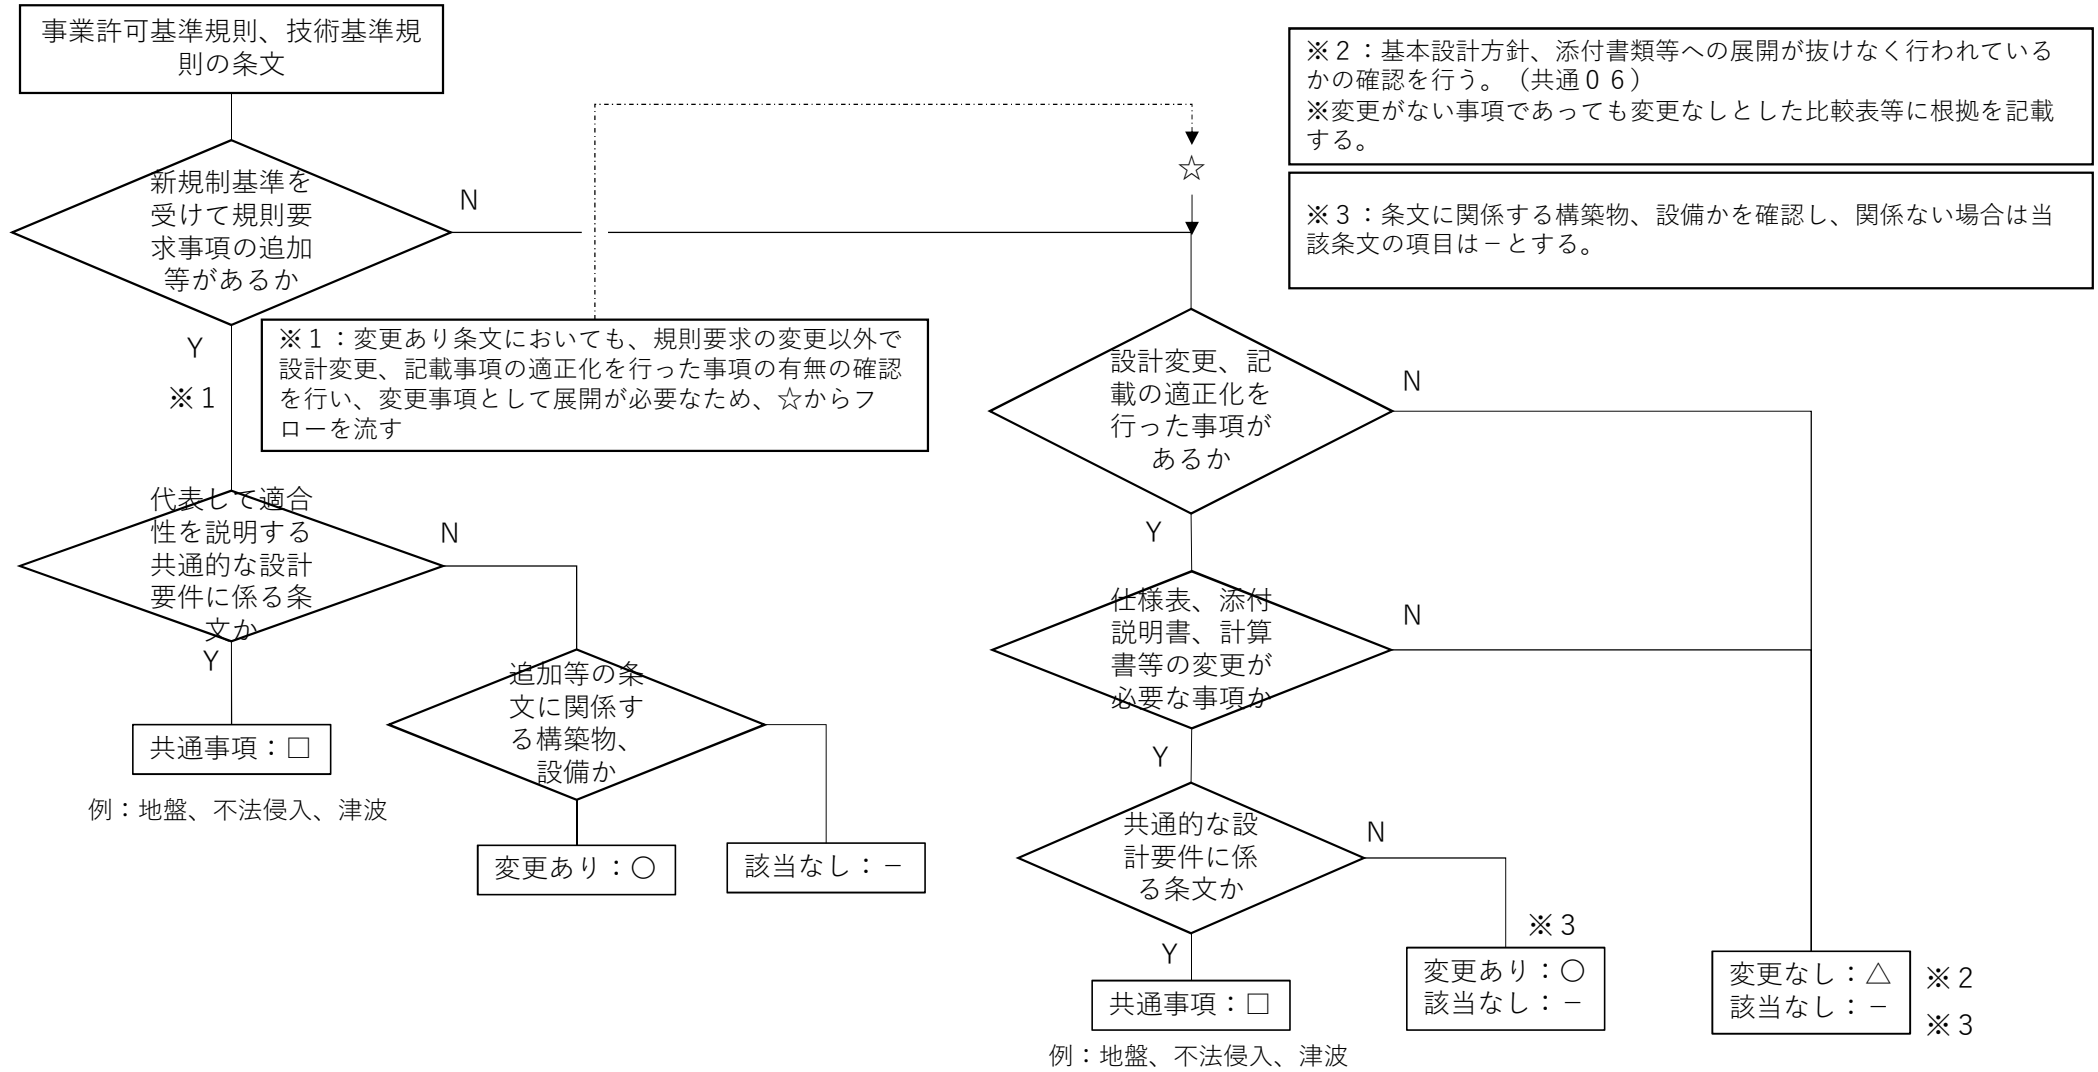 事業許可基準規則、技術基準規
則の条文
新規制基準を
受けて規則要
求事項の追加
等があるか
N
Y
※1
※1:変更あり条文においても、規則要求の変更以外で
設計変更、記載事項の適正化を行った事項の有無の確認
を行い、変更事項として展開が必要なため、☆からフ
ローを流す
代表して適合
性を説明する
共通的な設計
要件に係る条
文か
N
Y
共通事項:□
例:地盤、不法侵入、津波
追加等の条
文に関係す
る構築物、
設備か
変更あり:〇
該当なし:-
☆
※2:基本設計方針、添付書類等への展開が抜けなく行われている
かの確認を行う。(共通06)
※変更がない事項であっても変更なしとした比較表等に根拠を記載
する。
※3:条文に関係する構築物、設備かを確認し、関係ない場合は当
該条文の項目は-とする。
設計変更、記
載の適正化を
行った事項が
あるか
N
Y
仕様表、添付
説明書、計算
書等の変更が
必要な事項か
N
Y
共通的な設
計要件に係
る条文か
N
Y
共通事項:□
例:地盤、不法侵入、津波
※3
変更あり:〇
該当なし:-
変更なし:△
該当なし:-
※2
※3